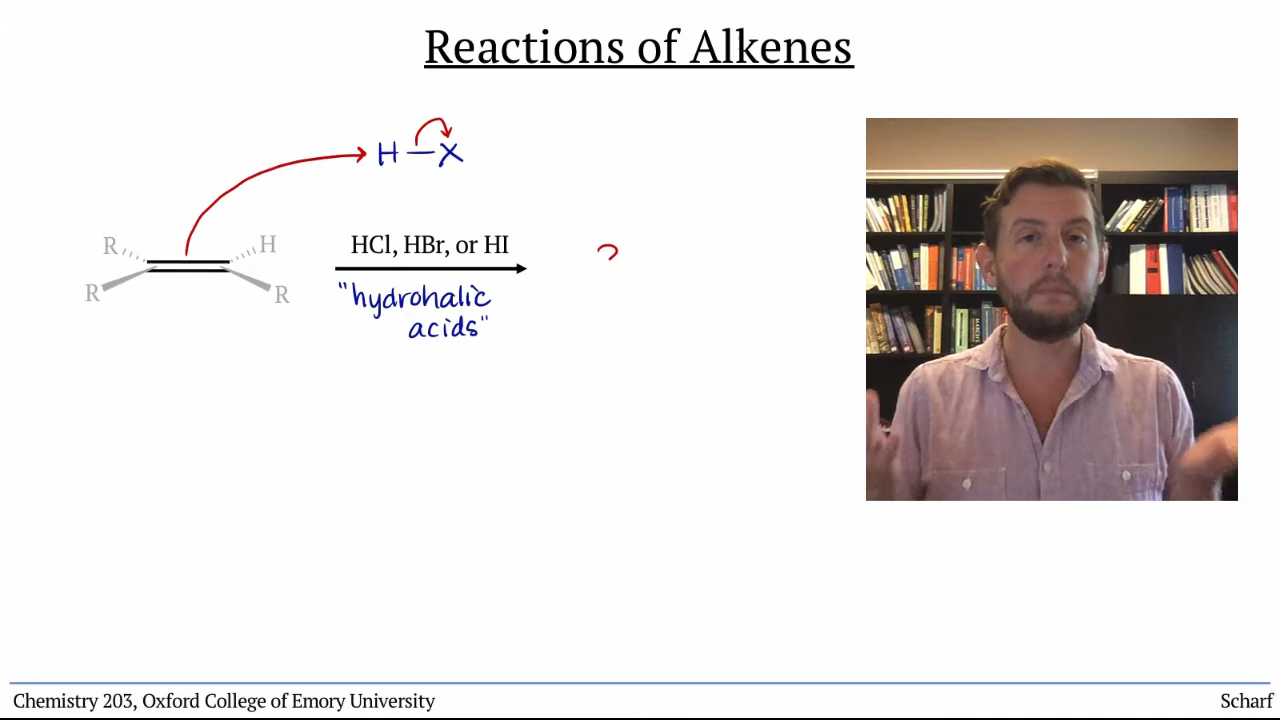 Reactions of Alkenes
H — X
R H
R R
HCl, HBr, or HI
"hydrohalic
acids"
Chemistry 203, Oxford College of Emory University
Scharf